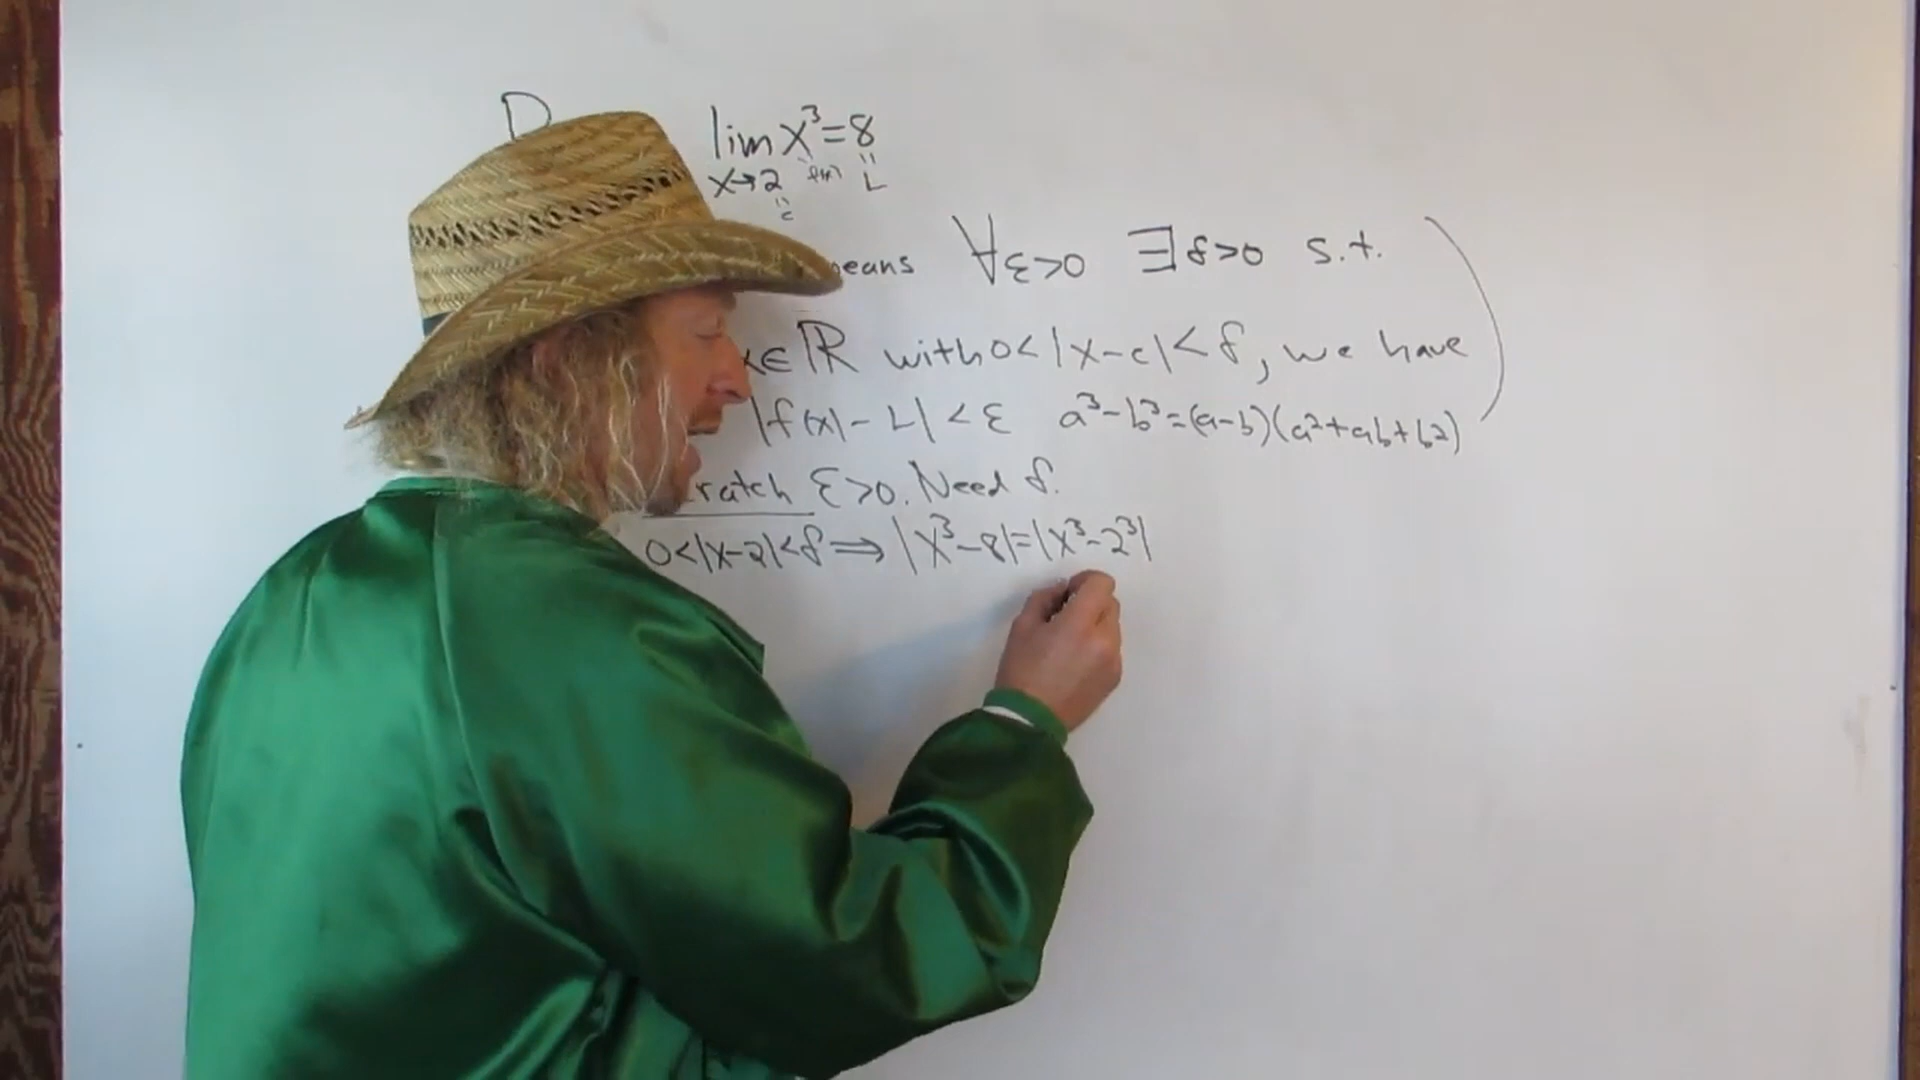 lim x³=8
x→2 f(x) L
c
means ∀ε>0 ∃δ>0 s.t.
x∈ℝ with 0<|x-c|<δ, we have
|f(x)-L|<ε a³-b³=(a-b)(a²+ab+b²)
ratch ε>0. Need δ.
0<|x-2|<δ ⇒ |x³-8|=|x³-2³|